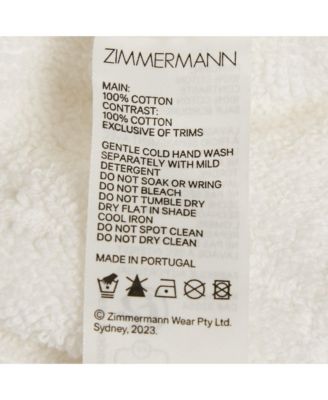 ZIMMERMANN
MAIN:
100% COTTON
CONTRAST:
100% COTTON
EXCLUSIVE OF TRIMS
GENTLE COLD HAND WASH
SEPARATELY WITH MILD
DETERGENT
DO NOT SOAK OR WRING
DO NOT BLEACH
DO NOT TUMBLE DRY
DRY FLAT IN SHADE
COOL IRON
DO NOT SPOT CLEAN
DO NOT DRY CLEAN
MADE IN PORTUGAL
© Zimmermann Wear Pty Ltd.
Sydney, 2023.